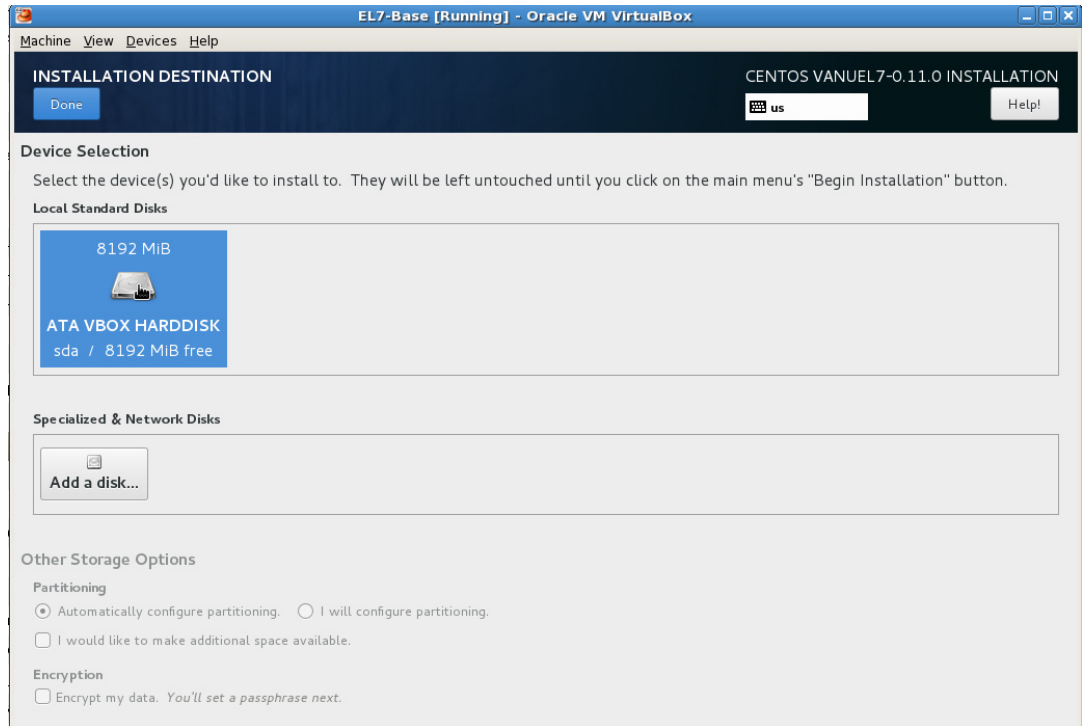 EL7-Base [Running] - Oracle VM VirtualBox
Machine View Devices Help
INSTALLATION DESTINATION
CENTOS VANUEL7-0.11.0 INSTALLATION
Done
us
Help!
Device Selection
Select the device(s) you'd like to install to. They will be left untouched until you click on the main menu's "Begin Installation" button.
Local Standard Disks
8192 MiB
ATA VBOX HARDDISK
sda / 8192 MiB free
Specialized & Network Disks
Add a disk...
Other Storage Options
Partitioning
Automatically configure partitioning. I will configure partitioning.
I would like to make additional space available.
Encryption
Encrypt my data. You'll set a passphrase next.